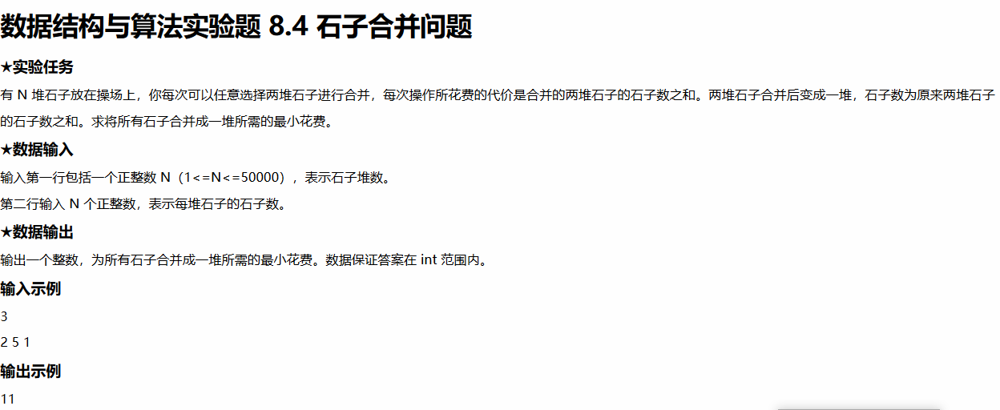 数据结构与算法实验题 8.4 石子合并问题
★实验任务
有 N 堆石子放在操场上，你每次可以任意选择两堆石子进行合并，每次操作所花费的代价是合并的两堆石子的石子数之和。两堆石子合并后变成一堆，石子数为原来两堆石子
的石子数之和。求将所有石子合并成一堆所需的最小花费。
★数据输入
输入第一行包括一个正整数 N（1<=N<=50000），表示石子堆数。
第二行输入 N 个正整数，表示每堆石子的石子数。
★数据输出
输出一个整数，为所有石子合并成一堆所需的最小花费。数据保证答案在 int 范围内。
输入示例
3
2 5 1
输出示例
11